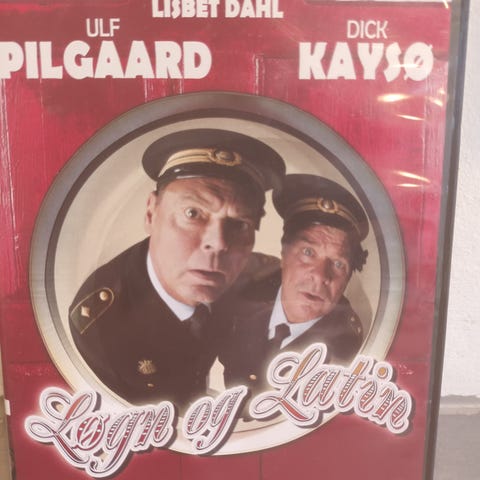 LISBET DAHL
ULF
PILGAARD
DICK
KAYSØ
Løgn og Latin